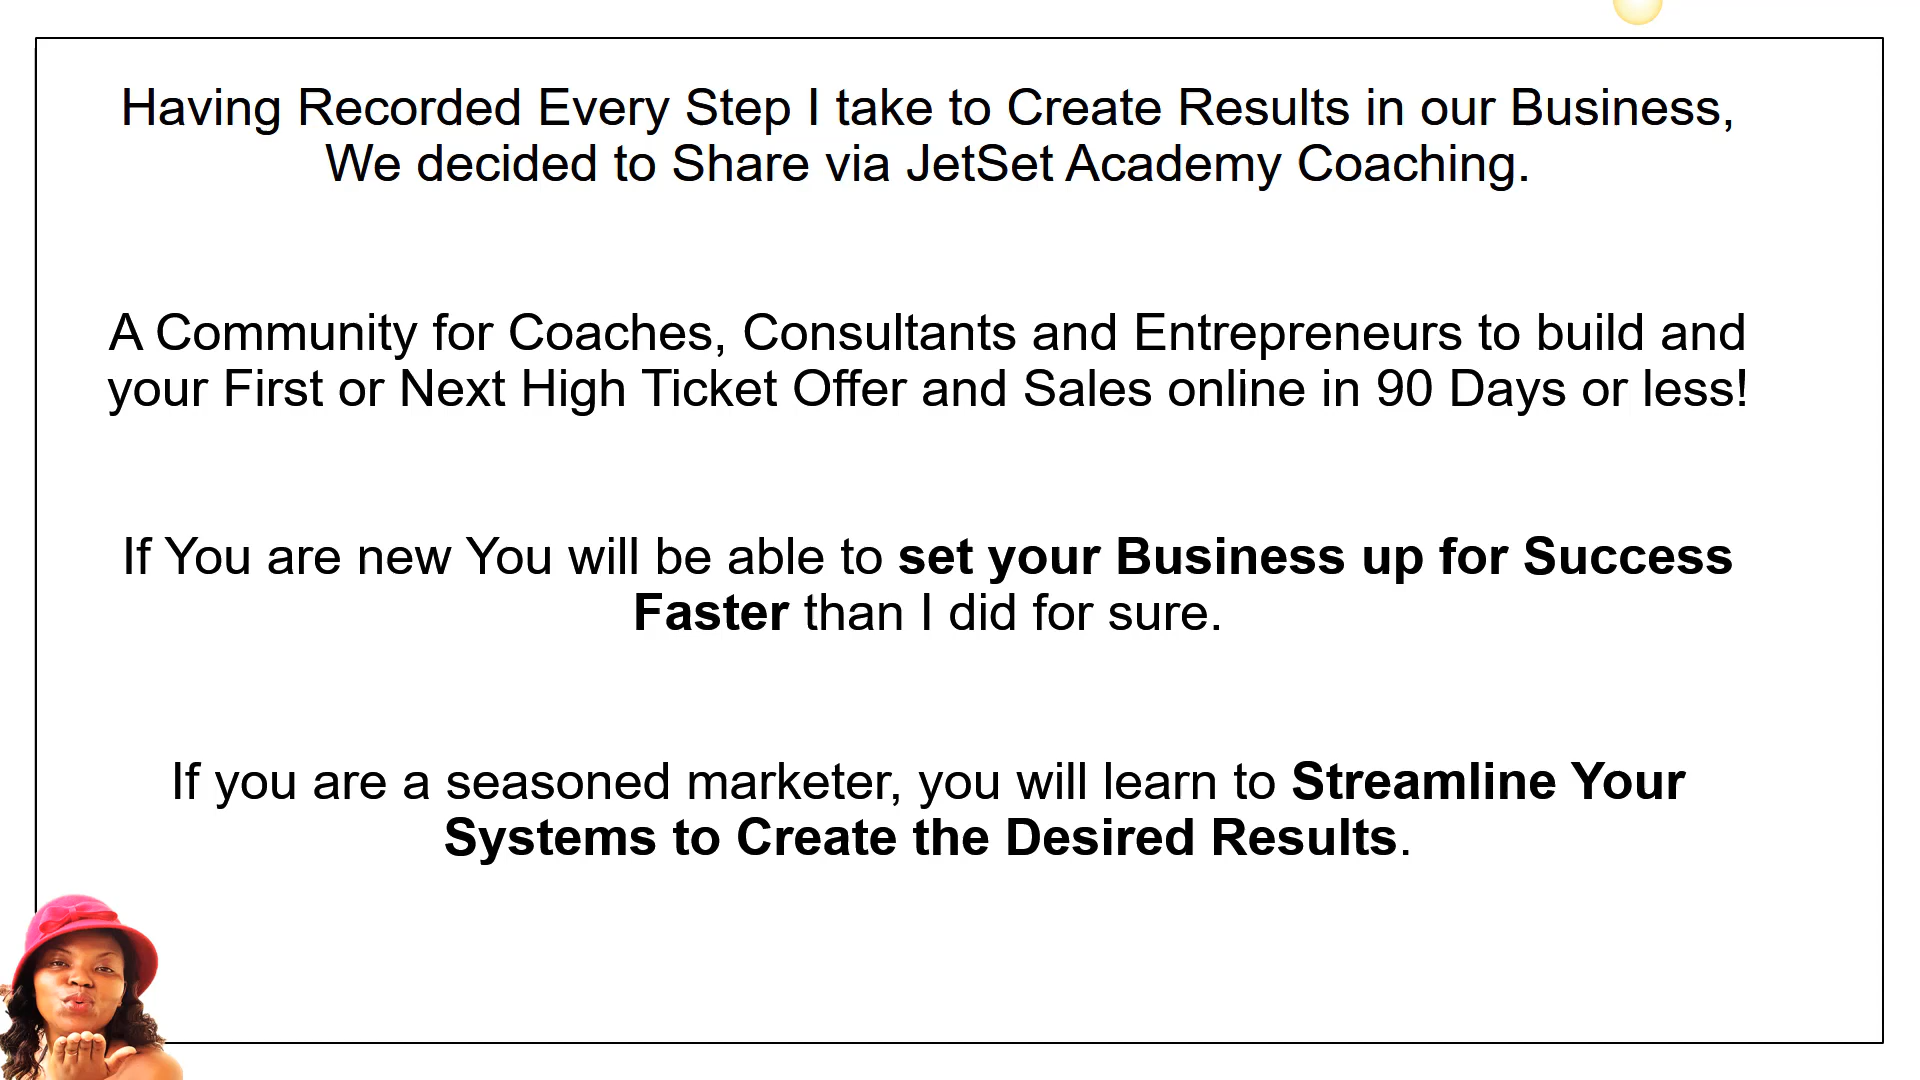 Having Recorded Every Step I take to Create Results in our Business,
We decided to Share via JetSet Academy Coaching.
A Community for Coaches, Consultants and Entrepreneurs to build and
your First or Next High Ticket Offer and Sales online in 90 Days or less!
If You are new You will be able to set your Business up for Success
Faster than I did for sure.
If you are a seasoned marketer, you will learn to Streamline Your
Systems to Create the Desired Results.